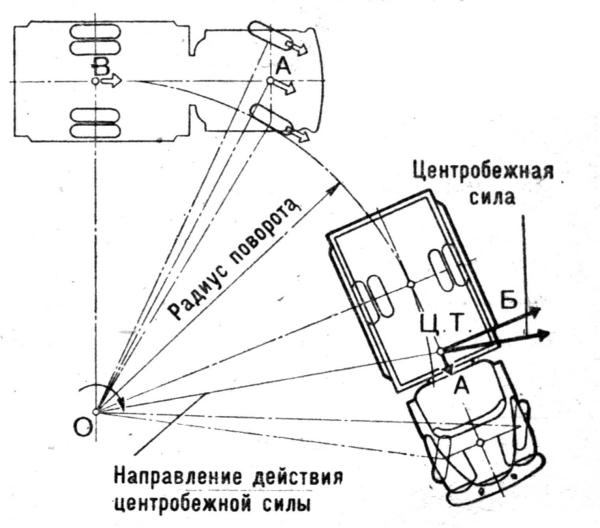 В
А
Центробежная
сила
Радиус поворота
Б
Ц.Т.
А
О
Направление действия
центробежной силы